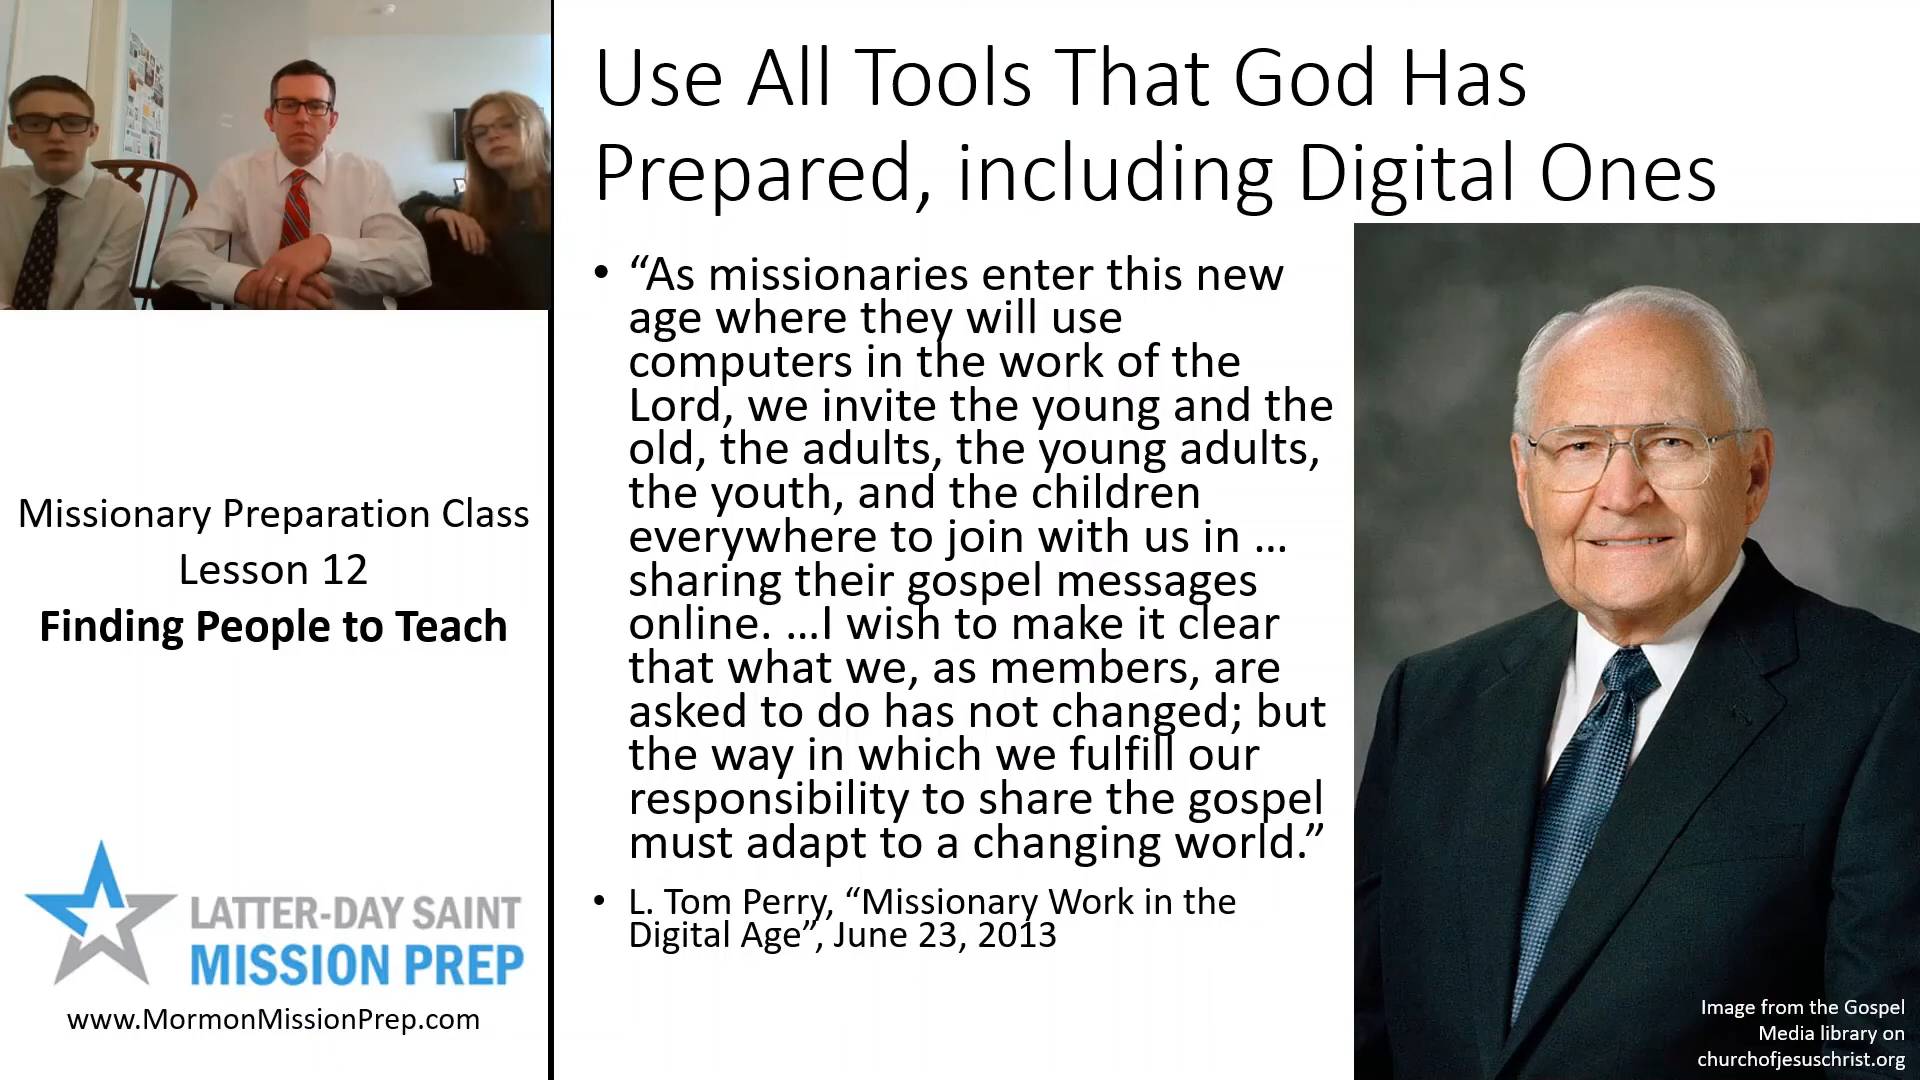 Use All Tools That God Has
Prepared, including Digital Ones
• “As missionaries enter this new
age where they will use
computers in the work of the
Lord, we invite the young and the
old, the adults, the young adults,
the youth, and the children
everywhere to join with us in ...
sharing their gospel messages
online. ...I wish to make it clear
that what we, as members, are
asked to do has not changed; but
the way in which we fulfill our
responsibility to share the gospel
must adapt to a changing world.”
• L. Tom Perry, “Missionary Work in the
Digital Age”, June 23, 2013
Missionary Preparation Class
Lesson 12
Finding People to Teach
LATTER-DAY SAINT
MISSION PREP
www.MormonMissionPrep.com
Image from the Gospel
Media library on
churchofjesuschrist.org